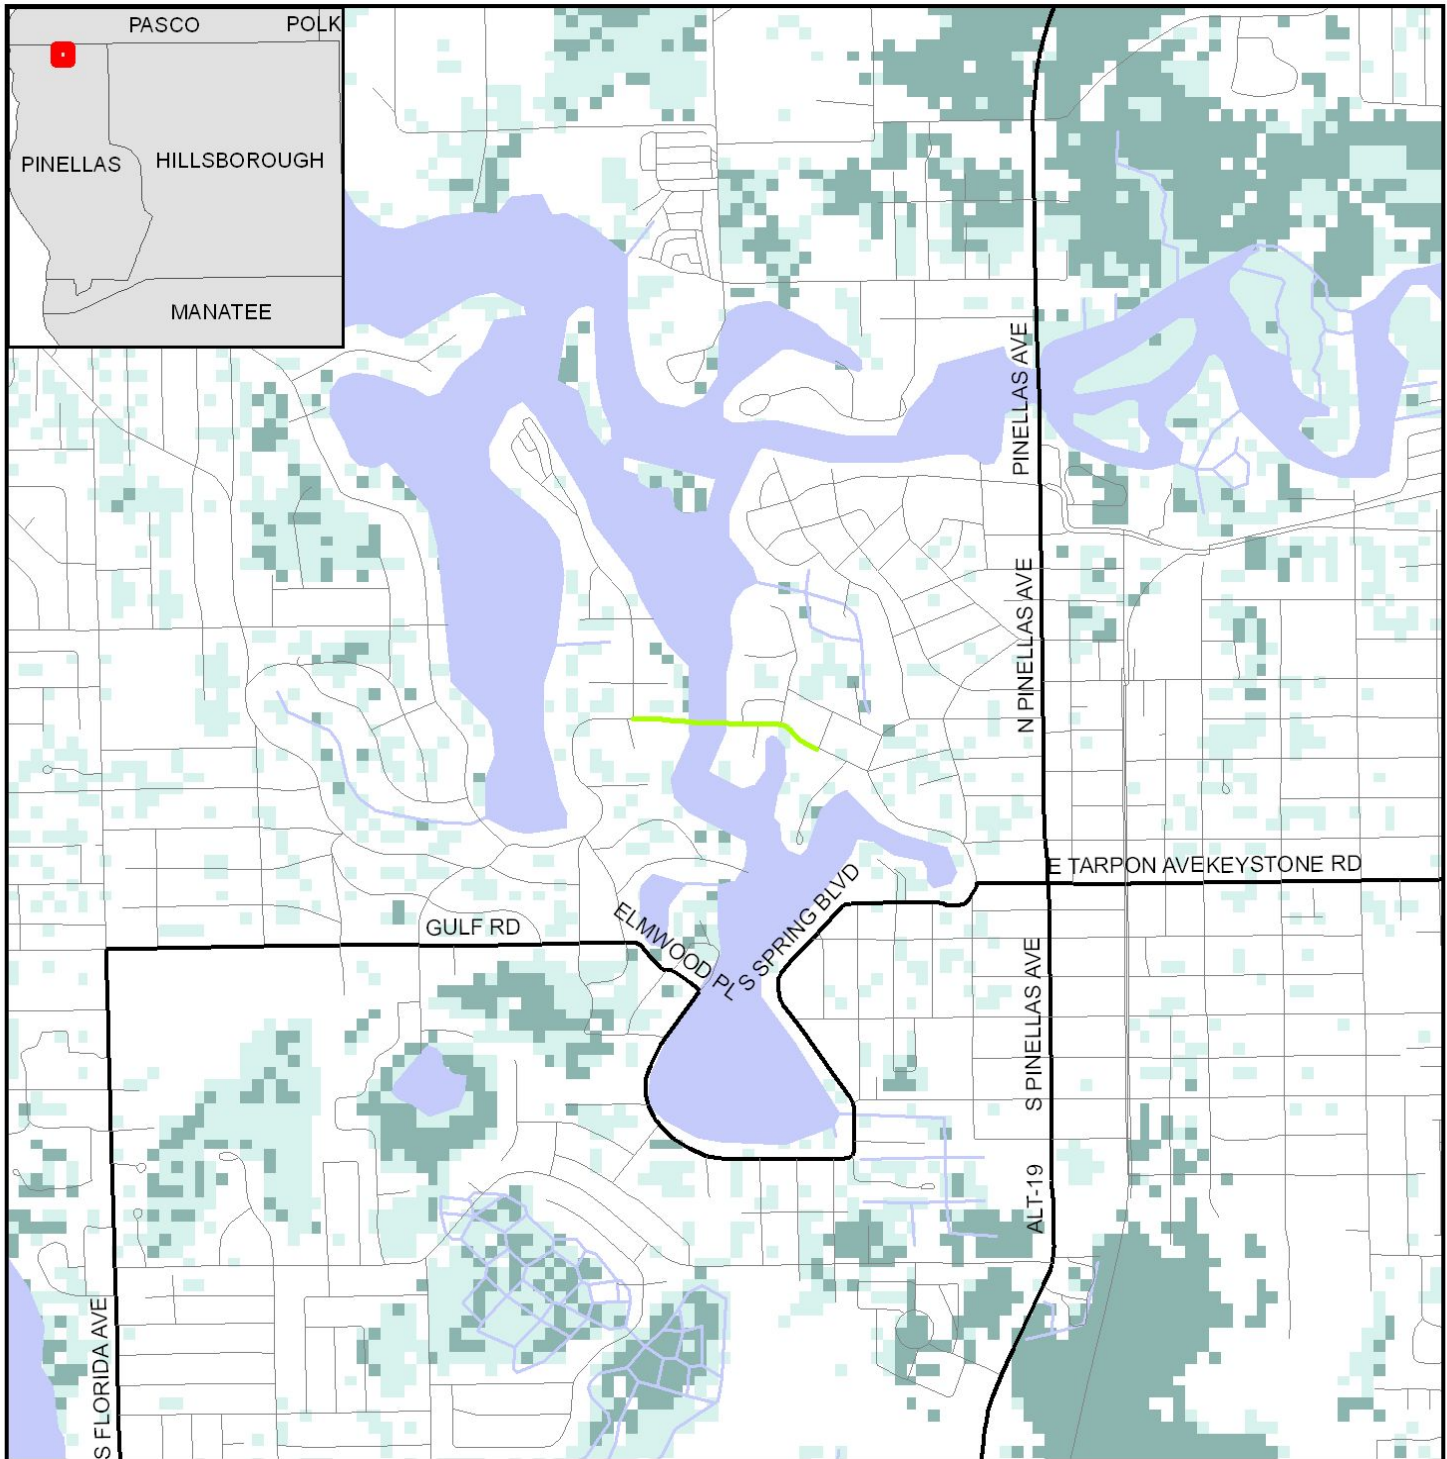 PASCO
POLK
PINELLAS
HILLSBOROUGH
MANATEE
PINELLAS AVE
N PINELLAS AVE
E TARPON AVE
KEYSTONE RD
S SPRING BLVD
ELMWOOD PL
GULF RD
S PINELLAS AVE
ALT-19
S FLORIDA AVE